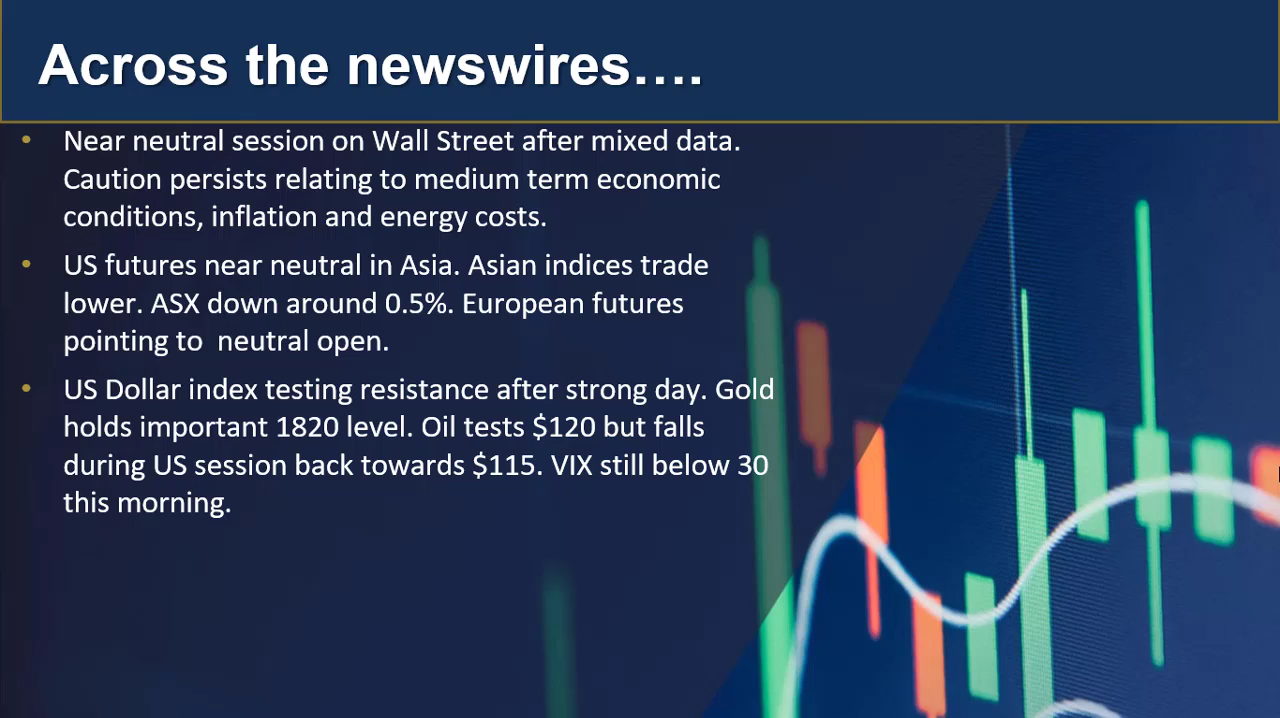 Across the newswires….
• Near neutral session on Wall Street after mixed data.
Caution persists relating to medium term economic
conditions, inflation and energy costs.
• US futures near neutral in Asia. Asian indices trade
lower. ASX down around 0.5%. European futures
pointing to  neutral open.
• US Dollar index testing resistance after strong day. Gold
holds important 1820 level. Oil tests $120 but falls
during US session back towards $115. VIX still below 30
this morning.